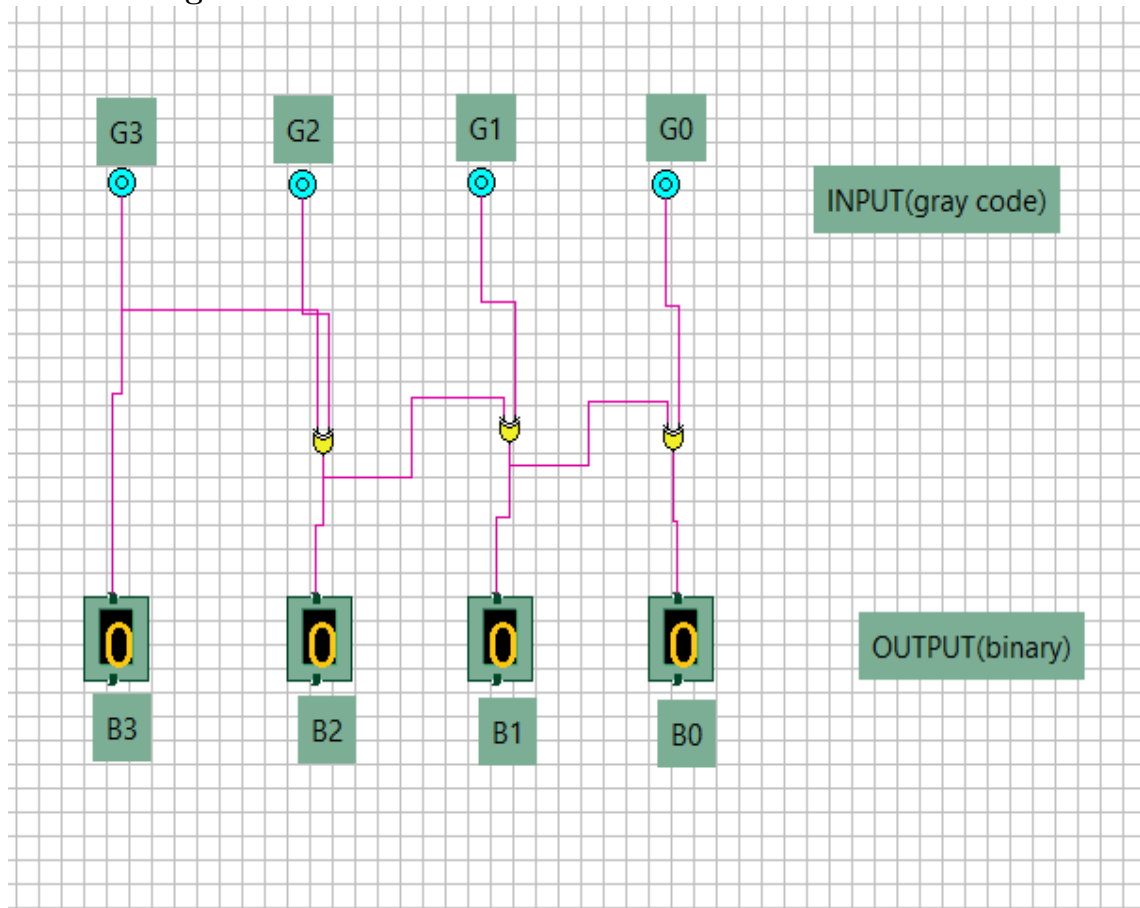 G3 G2 G1 G0
INPUT(gray code)
0 0 0 0
OUTPUT(binary)
B3 B2 B1 B0